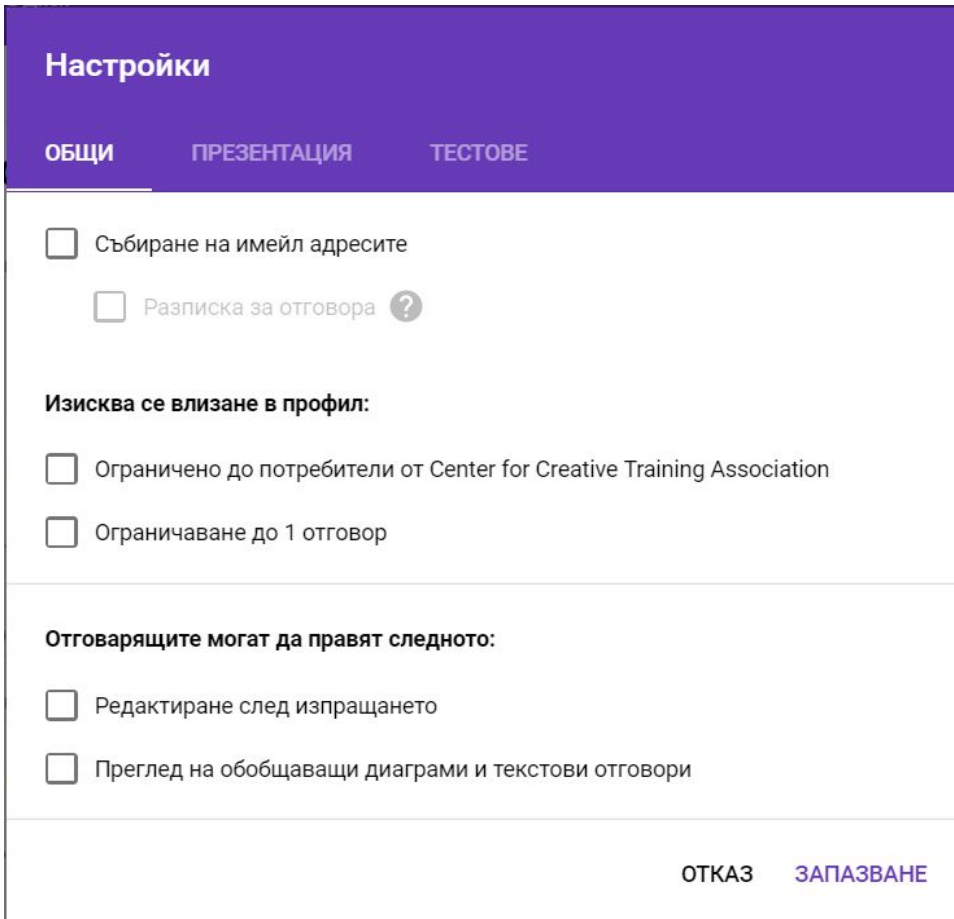 Настройки
ОБЩИ ПРЕЗЕНТАЦИЯ ТЕСТОВЕ
Събиране на имейл адресите
Разписка за отговора ?
Изисква се влизане в профил:
Ограничено до потребители от Center for Creative Training Association
Ограничаване до 1 отговор
Отговарящите могат да правят следното:
Редактиране след изпращането
Преглед на обобщаващи диаграми и текстови отговори
ОТКАЗ ЗАПАЗВАНЕ